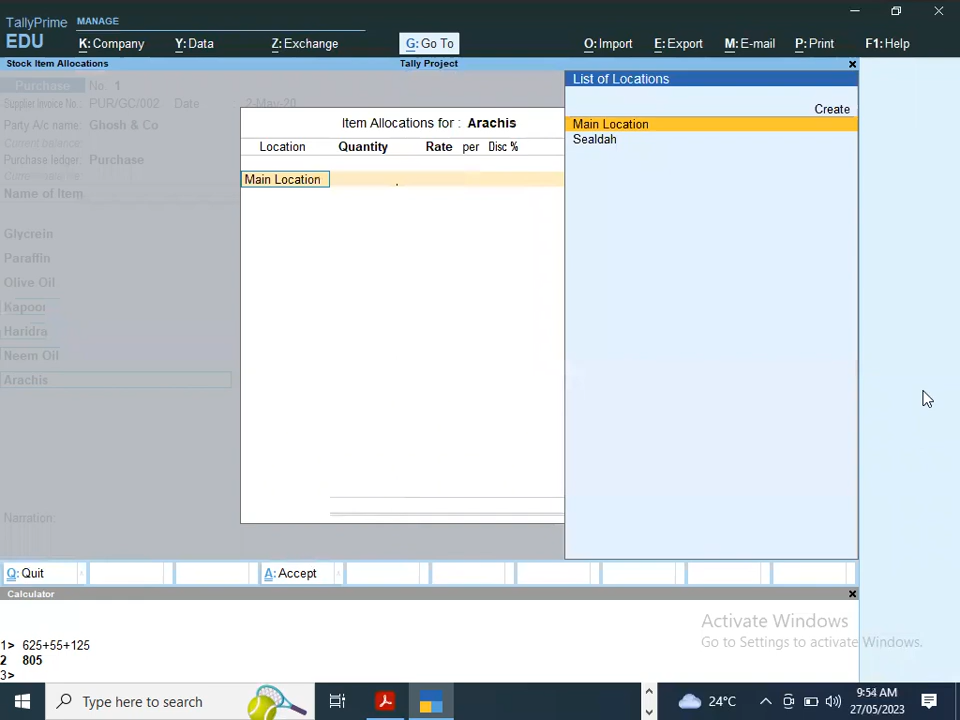 TallyPrime MANAGE
EDU K: Company Y: Data Z: Exchange G: Go To O: Import E: Export M: E-mail P: Print F1: Help
Stock Item Allocations Tally Project
List of Locations
Purchase No. 1
Supplier Invoice No.: PUR/GC/002 Date 2-May-20
Create
Party A/c name: Ghosh & Co Item Allocations for : Arachis Main Location
Current balance: Sealdah
Purchase ledger: Purchase Location Quantity Rate per Disc %
Name of Item
Main Location
Glycrein
Paraffin
Olive Oil
Kapoor
Haridra
Neem Oil
Arachis
Narration:
Q: Quit A: Accept
Calculator
1> 625+55+125
2 805
3>
Activate Windows
Go to Settings to activate Windows.
Type here to search 24°C 9:54 AM
27/05/2023